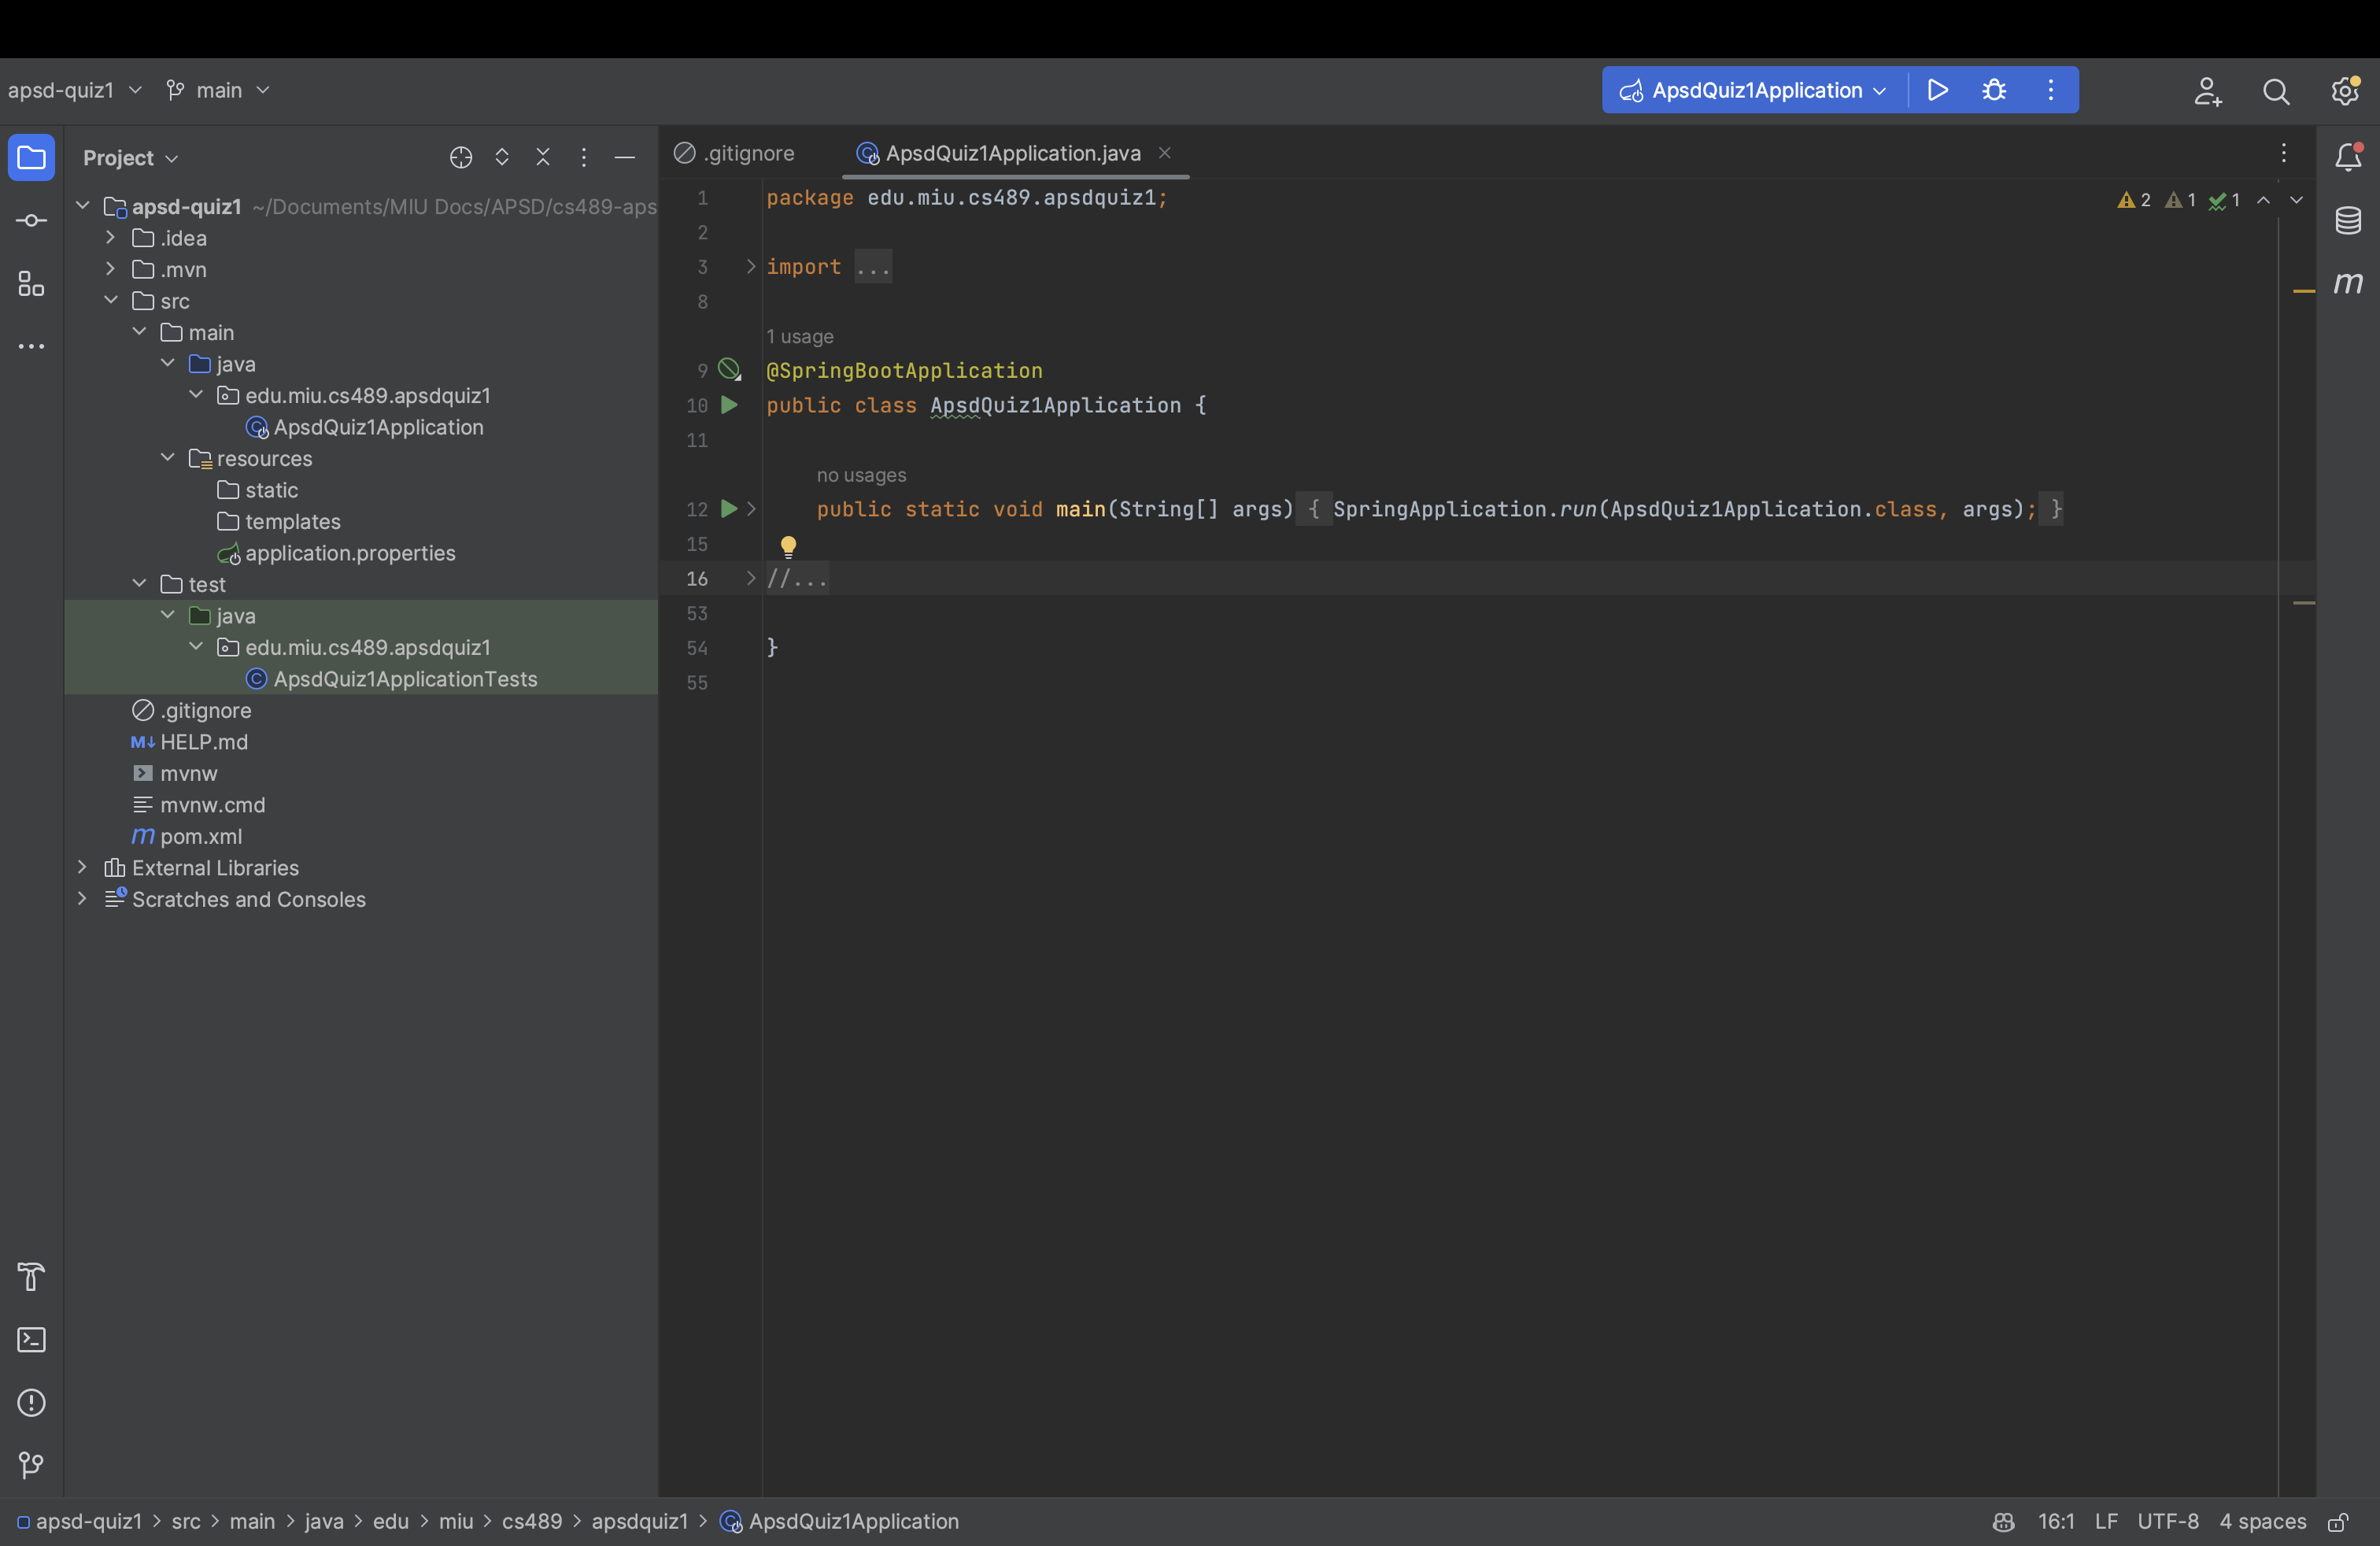 apsd-quiz1 main ApsdQuiz1Application
Project
apsd-quiz1 ~/Documents/MIU Docs/APSD/cs489-aps
.idea
.mvn
src
main
java
edu.miu.cs489.apsdquiz1
ApsdQuiz1Application
resources
static
templates
application.properties
test
java
edu.miu.cs489.apsdquiz1
ApsdQuiz1ApplicationTests
.gitignore
M↓ HELP.md
mvnw
mvnw.cmd
m pom.xml
External Libraries
Scratches and Consoles
.gitignore ApsdQuiz1Application.java
1 package edu.miu.cs489.apsdquiz1;
2 1 1
2
3 import ...
8
1 usage
9 @SpringBootApplication
10 public class ApsdQuiz1Application {
11
no usages
12 public static void main(String[] args) { SpringApplication.run(ApsdQuiz1Application.class, args); }
15
16 //...
53
54 }
55
m
apsd-quiz1 > src > main > java > edu > miu > cs489 > apsdquiz1 > ApsdQuiz1Application
16:1 LF UTF-8 4 spaces